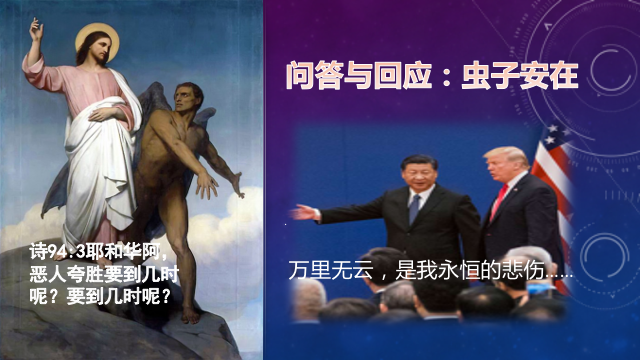 问答与回应：虫子安在
诗94:3耶和华阿，
恶人夸胜要到几时
呢？要到几时呢？
万里无云，是我永恒的悲伤……